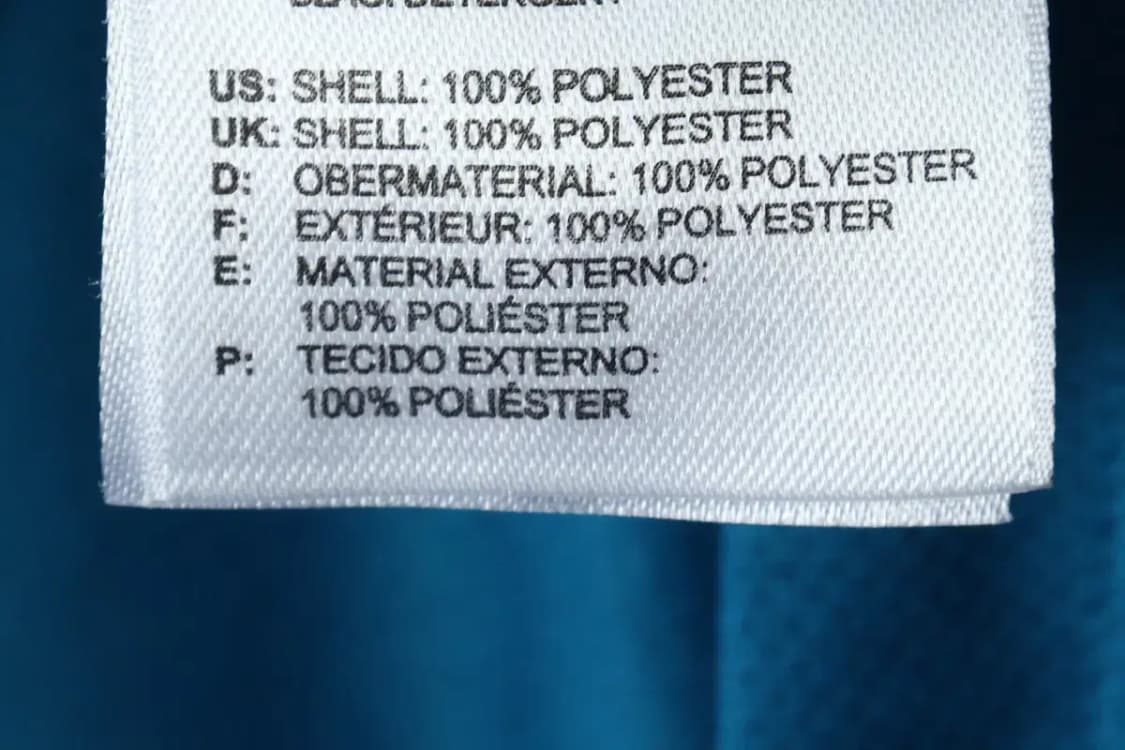 US: SHELL: 100% POLYESTER
UK: SHELL: 100% POLYESTER
D: OBERMATERIAL: 100% POLYESTER
F: EXTÉRIEUR: 100% POLYESTER
E: MATERIAL EXTERNO:
100% POLIÉSTER
P: TECIDO EXTERNO:
100% POLIÉSTER